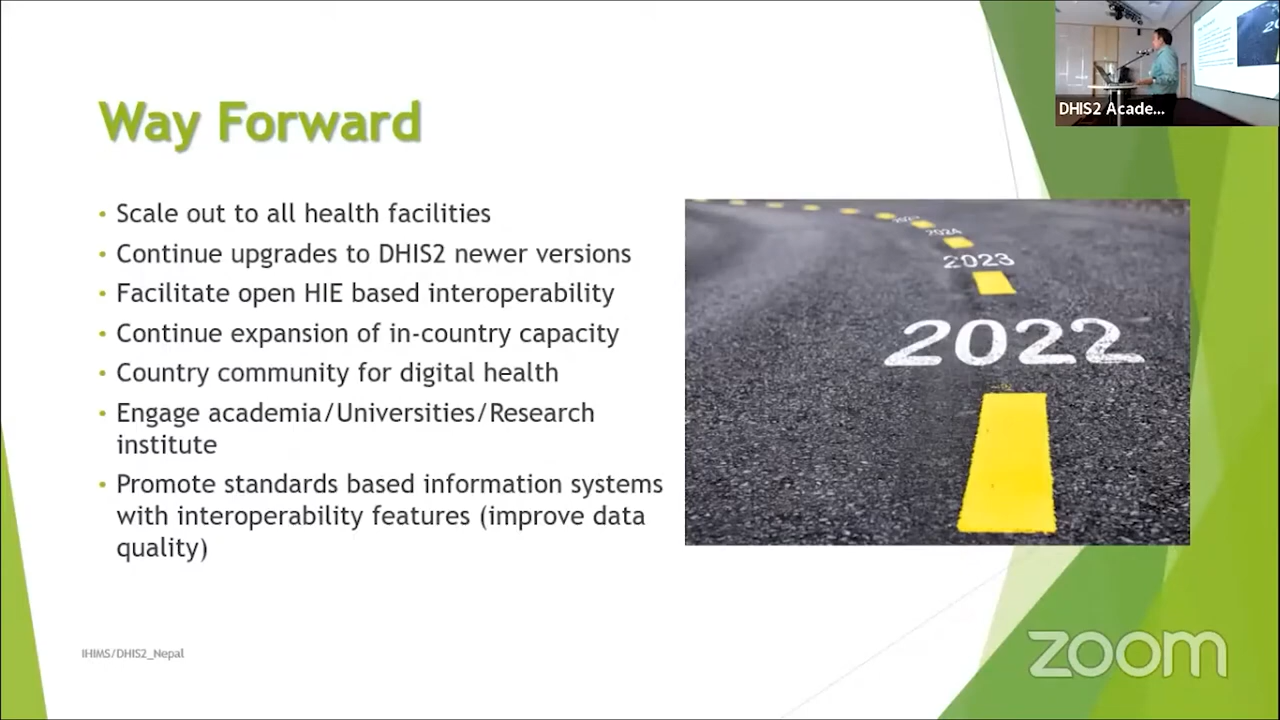 DHIS2 Acade...
Way Forward
• Scale out to all health facilities
• Continue upgrades to DHIS2 newer versions
• Facilitate open HIE based interoperability
• Continue expansion of in-country capacity
• Country community for digital health
• Engage academia/Universities/Research
institute
• Promote standards based information systems
with interoperability features (improve data
quality)
2024
2023
2022
IHIMS/DHIS2_Nepal
zoom